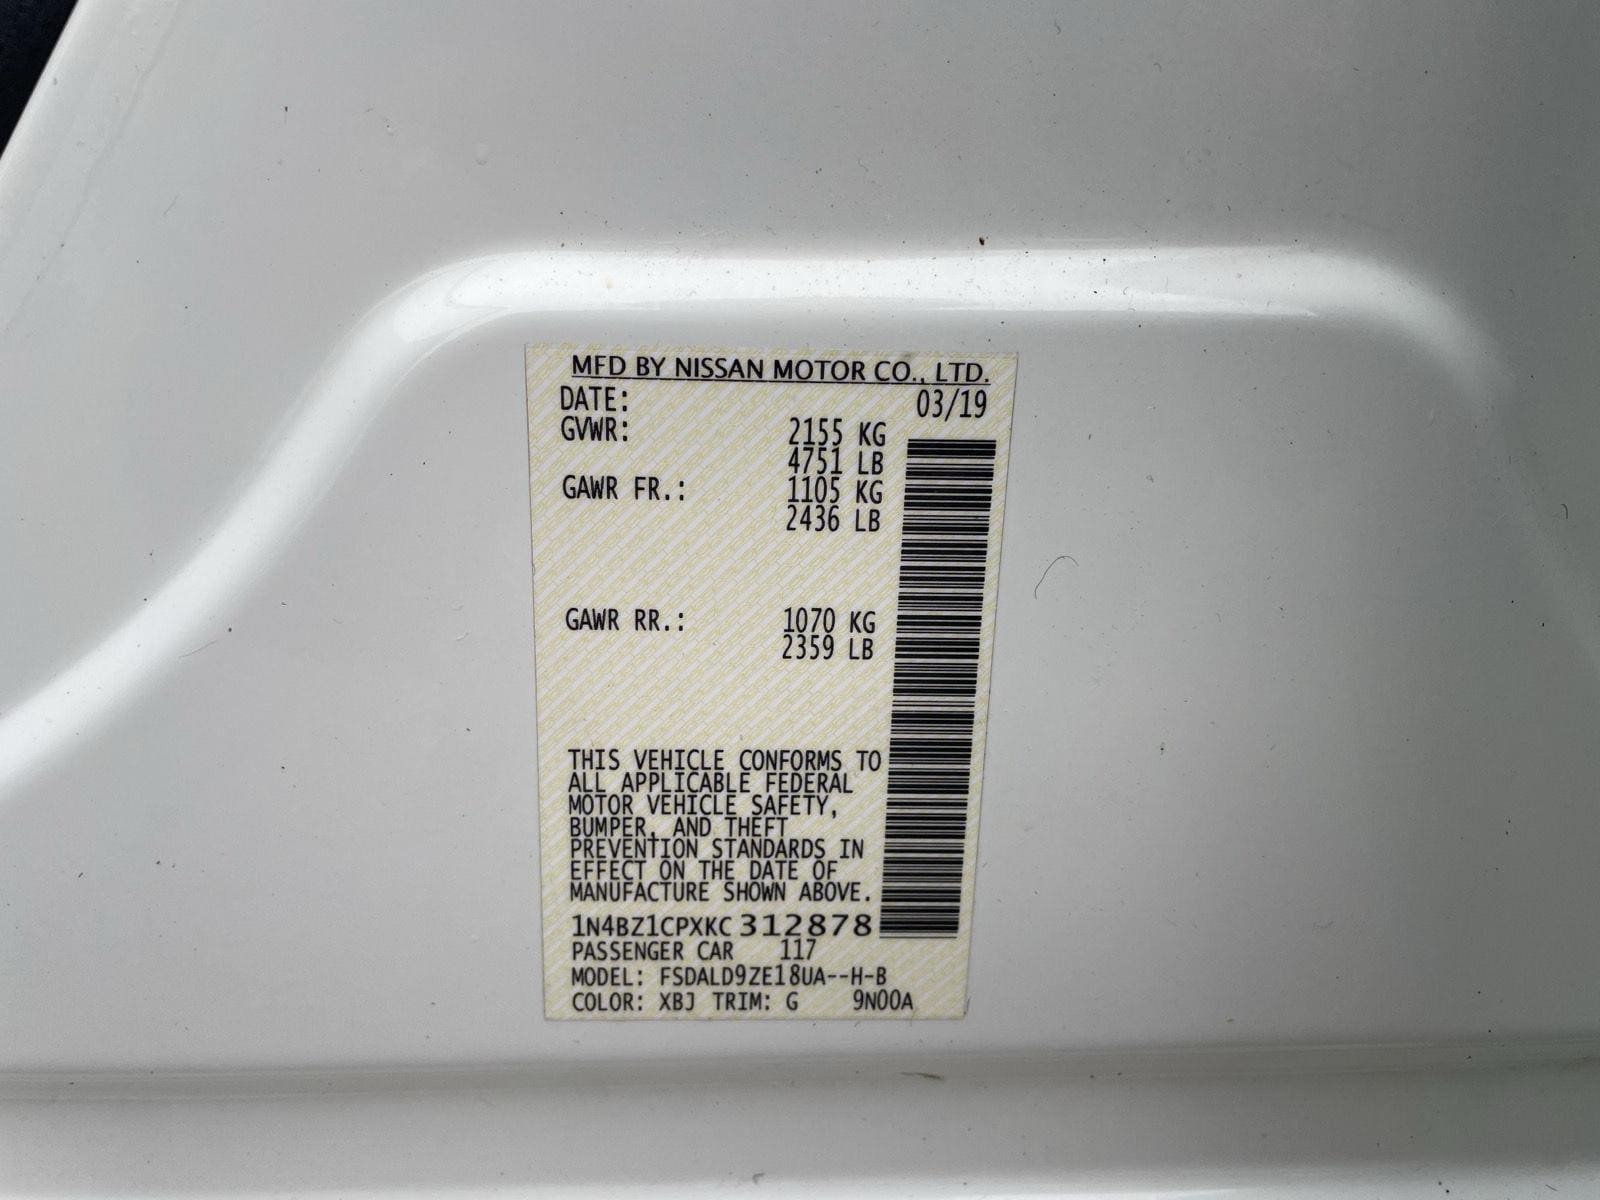 MFD BY NISSAN MOTOR CO., LTD.
DATE: 03/19
GVWR: 2155 KG
4751 LB
GAWR FR.: 1105 KG
2436 LB
GAWR RR.: 1070 KG
2359 LB
THIS VEHICLE CONFORMS TO
ALL APPLICABLE FEDERAL
MOTOR VEHICLE SAFETY,
BUMPER, AND THEFT
PREVENTION STANDARDS IN
EFFECT ON THE DATE OF
MANUFACTURE SHOWN ABOVE.
1N4BZ1CPXKC312878
PASSENGER CAR 117
MODEL: FSDALD9ZE18UA--H-B
COLOR: XBJ TRIM: G 9N00A